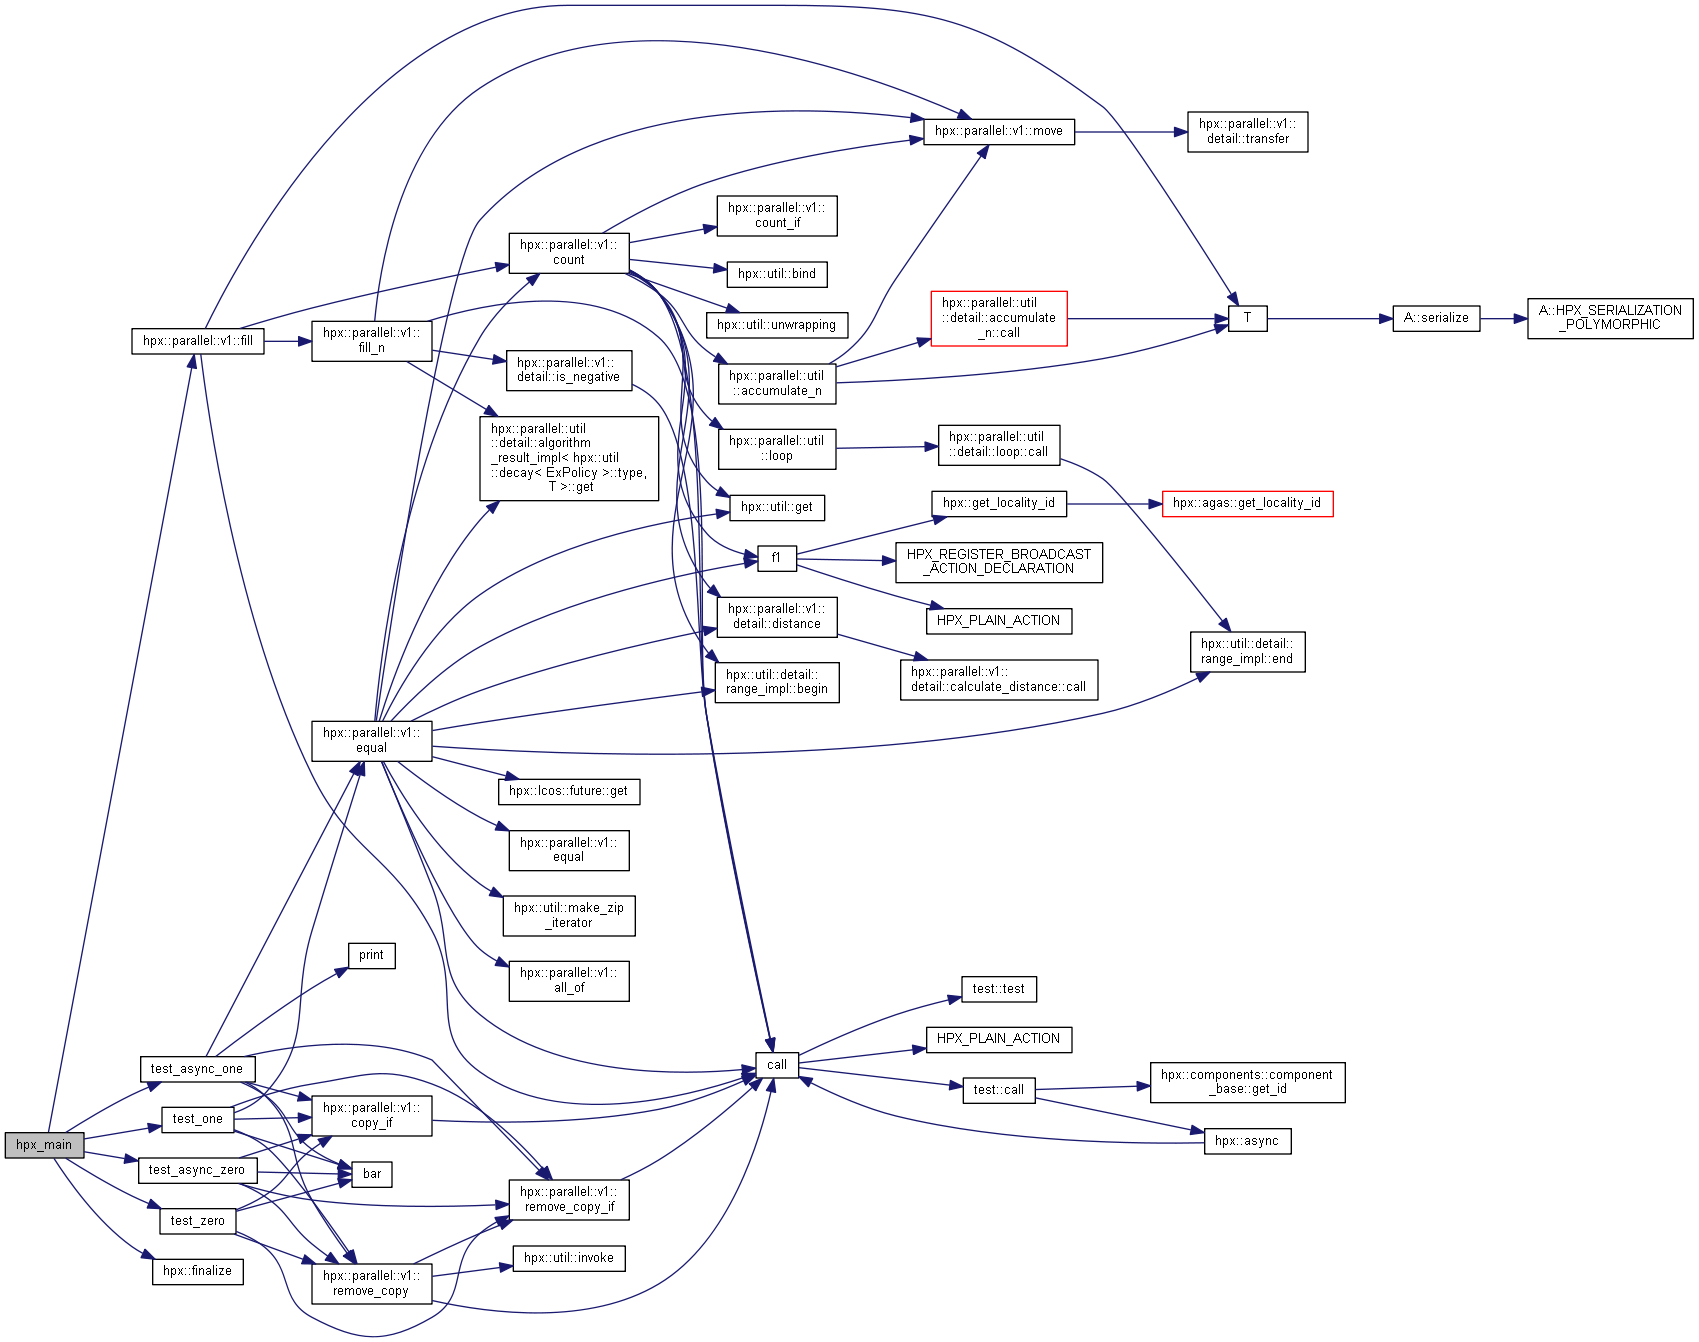 hpx_main
hpx::parallel::v1::fill
test_async_one
test_one
test_async_zero
test_zero
hpx::finalize
hpx::parallel::v1::
fill_n
hpx::parallel::v1::
equal
print
hpx::parallel::v1::
copy_if
bar
hpx::parallel::v1::
remove_copy
hpx::parallel::v1::
count
hpx::parallel::v1::
detail::is_negative
hpx::parallel::util
::detail::algorithm
_result_impl< hpx::util
::decay< ExPolicy >::type,
T >::get
hpx::lcos::future::get
hpx::parallel::v1::
equal
hpx::util::make_zip
_iterator
hpx::parallel::v1::
all_of
hpx::parallel::v1::
remove_copy_if
hpx::util::invoke
hpx::parallel::v1::
count_if
hpx::util::bind
hpx::util::unwrapping
hpx::parallel::util
::accumulate_n
hpx::parallel::util
::loop
hpx::util::get
f1
hpx::parallel::v1::
detail::distance
hpx::util::detail::
range_impl::begin
call
hpx::parallel::v1::move
hpx::parallel::util
::detail::accumulate
_n::call
hpx::parallel::util
::detail::loop::call
hpx::get_locality_id
HPX_REGISTER_BROADCAST
_ACTION_DECLARATION
HPX_PLAIN_ACTION
hpx::parallel::v1::
detail::calculate_distance::call
test::test
HPX_PLAIN_ACTION
test::call
hpx::parallel::v1::
detail::transfer
T
hpx::agas::get_locality_id
hpx::util::detail::
range_impl::end
hpx::components::component
_base::get_id
hpx::async
A::serialize
A::HPX_SERIALIZATION
_POLYMORPHIC